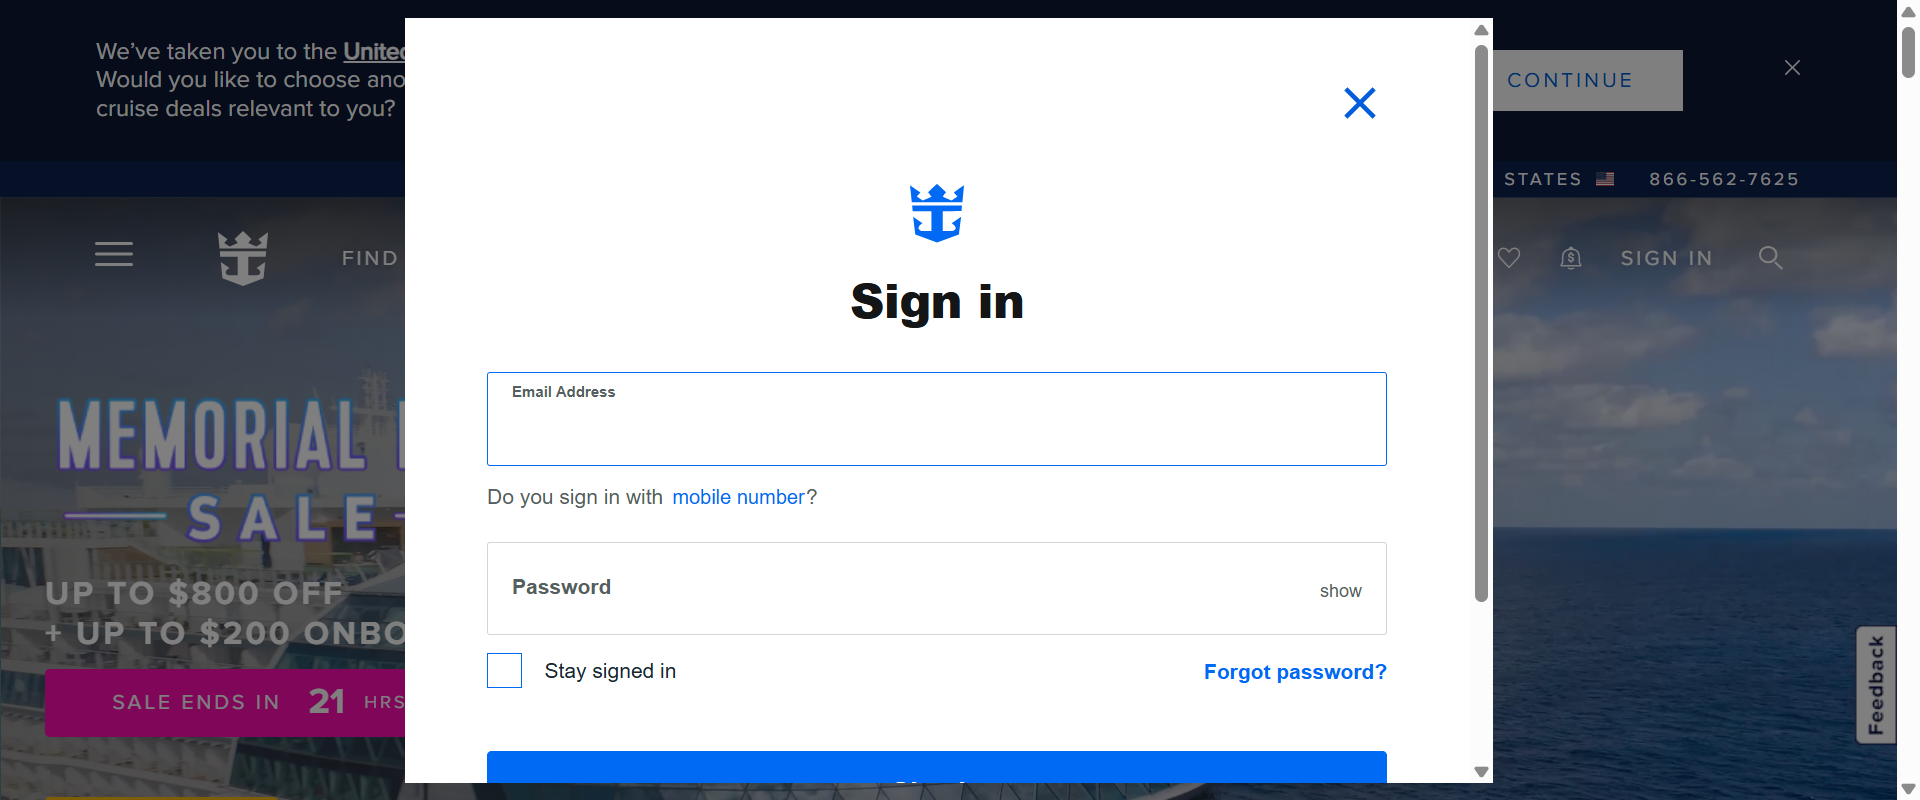 We've taken you to the United
Would you like to choose ano
cruise deals relevant to you?
CONTINUE
STATES 866-562-7625
FIND
SIGN IN
MEMORIAL
SALE
UP TO $800 OFF
+ UP TO $200 ONBO
SALE ENDS IN 21 HRS
Sign in
Email Address
Do you sign in with mobile number?
Password
show
Stay signed in
Forgot password?
Feedback